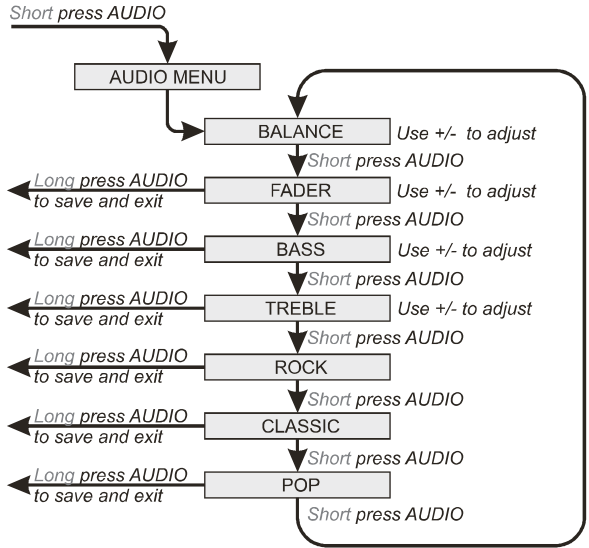 Short press AUDIO
AUDIO MENU
BALANCE
Use +/- to adjust
Short press AUDIO
Long press AUDIO
to save and exit
FADER
Use +/- to adjust
Short press AUDIO
Long press AUDIO
to save and exit
BASS
Use +/- to adjust
Short press AUDIO
Long press AUDIO
to save and exit
TREBLE
Use +/- to adjust
Short press AUDIO
Long press AUDIO
to save and exit
ROCK
Short press AUDIO
Long press AUDIO
to save and exit
CLASSIC
Short press AUDIO
Long press AUDIO
to save and exit
POP
Short press AUDIO